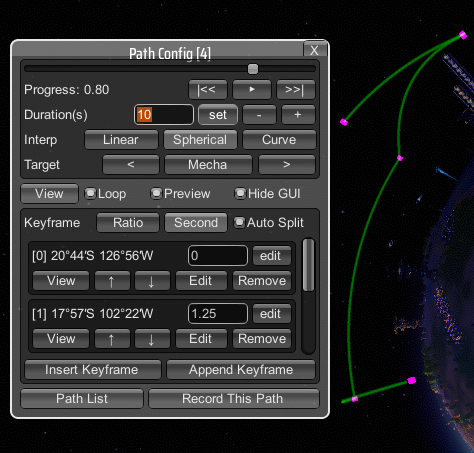 Path Config [4] X
Progress: 0.80 |<< ▸ >>|
Duration(s) 10 set - +
Interp Linear Spherical Curve
Target < Mecha >
View Loop Preview Hide GUI
Keyframe Ratio Second Auto Split
[0] 20°44′S 126°56′W 0 edit
View ↑ ↓ Edit Remove
[1] 17°57′S 102°22′W 1.25 edit
View ↑ ↓ Edit Remove
Insert Keyframe Append Keyframe
Path List Record This Path